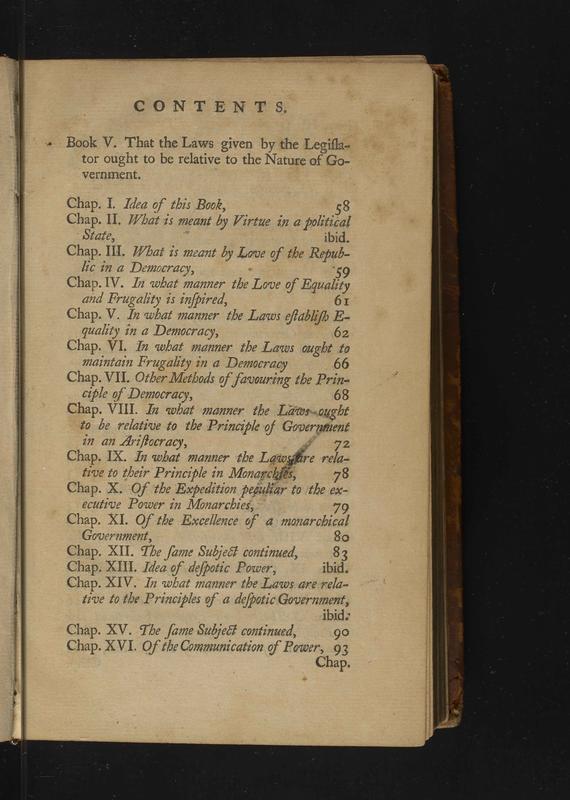 CONTENTS.
Book V. That the Laws given by the Legiſla-
tor ought to be relative to the Nature of Go-
vernment.
Chap. I. Idea of this Book, 58
Chap. II. What is meant by Virtue in a political
State, ibid.
Chap. III. What is meant by Love of the Repub-
lic in a Democracy, 59
Chap. IV. In what manner the Love of Equality
and Frugality is inſpired, 61
Chap. V. In what manner the Laws eſtabliſh E-
quality in a Democracy, 62
Chap. VI. In what manner the Laws ought to
maintain Frugality in a Democracy 66
Chap. VII. Other Methods of favouring the Prin-
ciple of Democracy, 68
Chap. VIII. In what manner the Laws ought
to be relative to the Principle of Government
in an Ariſtocracy, 72
Chap. IX. In what manner the Laws are rela-
tive to their Principle in Monarchies, 78
Chap. X. Of the Expedition peculiar to the ex-
ecutive Power in Monarchies, 79
Chap. XI. Of the Excellence of a monarchical
Government, 80
Chap. XII. The ſame Subject continued, 83
Chap. XIII. Idea of deſpotic Power, ibid.
Chap. XIV. In what manner the Laws are rela-
tive to the Principles of a deſpotic Government,
ibid.
Chap. XV. The ſame Subject continued, 90
Chap. XVI. Of the Communication of Power, 93
Chap.